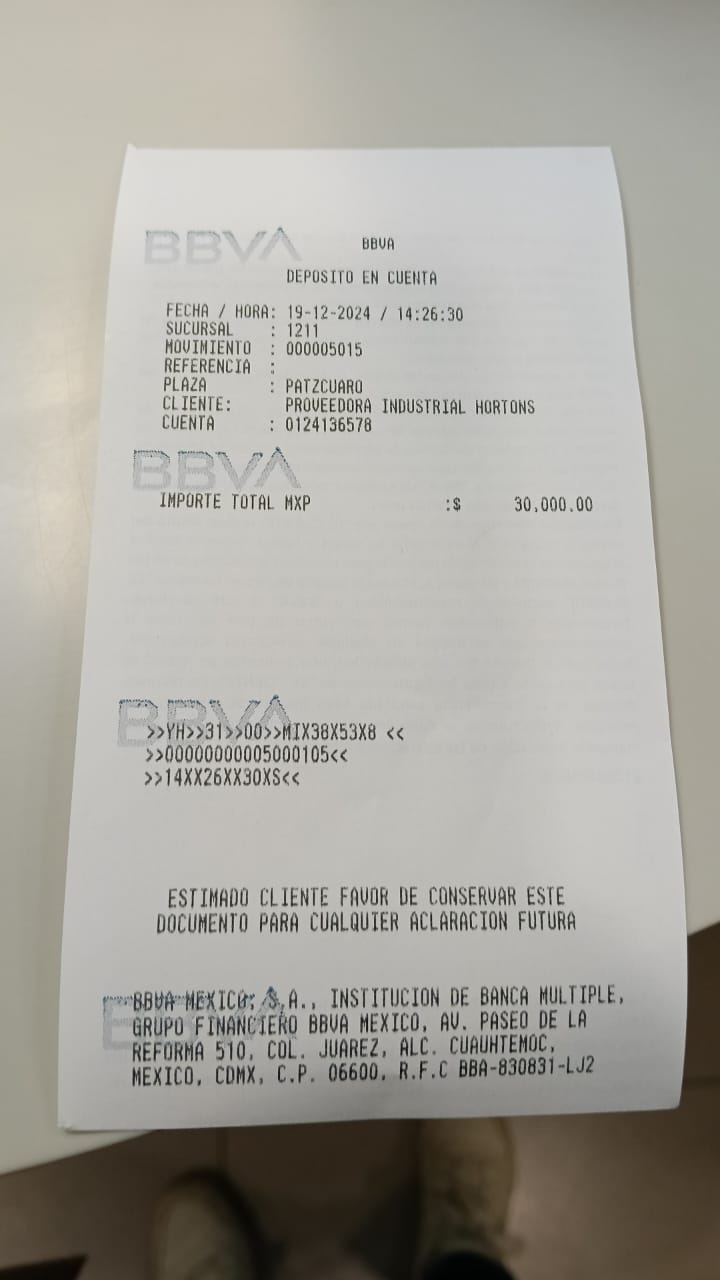 BBVA
BBVA
DEPOSITO EN CUENTA
FECHA / HORA: 19-12-2024 / 14:26:30
SUCURSAL : 1211
MOVIMIENTO : 000005015
REFERENCIA :
PLAZA : PATZCUARO
CLIENTE: PROVEEDORA INDUSTRIAL HORTONS
CUENTA : 0124136578
BBVA
IMPORTE TOTAL MXP :$ 30,000.00
BBVA
>>YH>>31>>00>>MIX38X53X8 <<
>>00000000005000105<<
>>14XX26XX30XS<<
ESTIMADO CLIENTE FAVOR DE CONSERVAR ESTE
DOCUMENTO PARA CUALQUIER ACLARACION FUTURA
BBVA MEXICO, S.A., INSTITUCION DE BANCA MULTIPLE,
GRUPO FINANCIERO BBVA MEXICO, AV. PASEO DE LA
REFORMA 510, COL. JUAREZ, ALC. CUAUHTEMOC,
MEXICO, CDMX, C.P. 06600, R.F.C BBA-830831-LJ2